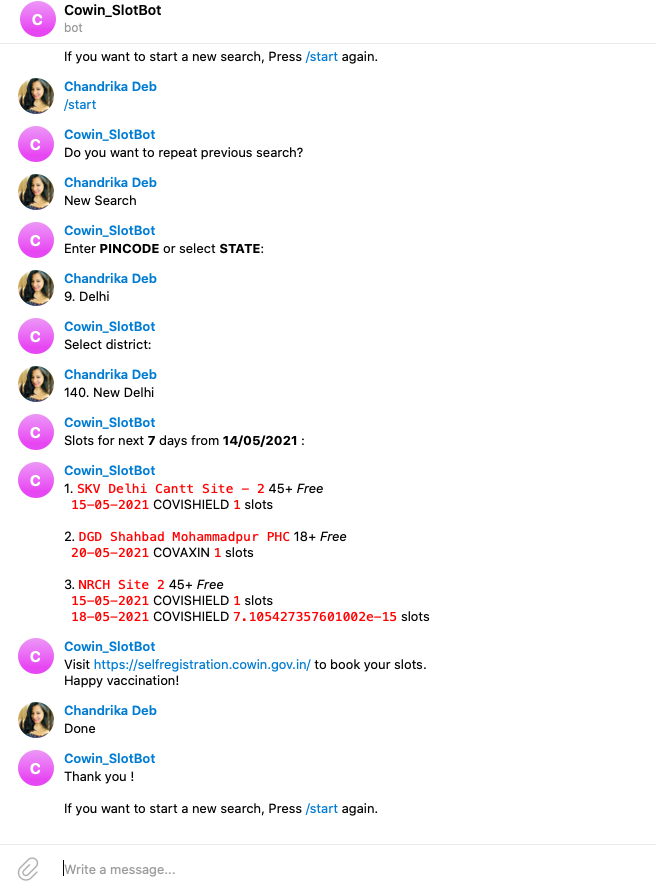 C
Cowin_SlotBot
bot
If you want to start a new search, Press /start again.
Chandrika Deb
/start
C
Cowin_SlotBot
Do you want to repeat previous search?
Chandrika Deb
New Search
C
Cowin_SlotBot
Enter PINCODE or select STATE:
Chandrika Deb
9. Delhi
C
Cowin_SlotBot
Select district:
Chandrika Deb
140. New Delhi
C
Cowin_SlotBot
Slots for next 7 days from 14/05/2021 :
C
Cowin_SlotBot
1. SKV Delhi Cantt Site - 2 45+ Free
15-05-2021 COVISHIELD 1 slots
2. DGD Shahbad Mohammadpur PHC 18+ Free
20-05-2021 COVAXIN 1 slots
3. NRCH Site 2 45+ Free
15-05-2021 COVISHIELD 1 slots
18-05-2021 COVISHIELD 7.105427357601002e-15 slots
C
Cowin_SlotBot
Visit https://selfregistration.cowin.gov.in/ to book your slots.
Happy vaccination!
Chandrika Deb
Done
C
Cowin_SlotBot
Thank you !
If you want to start a new search, Press /start again.
Write a message...